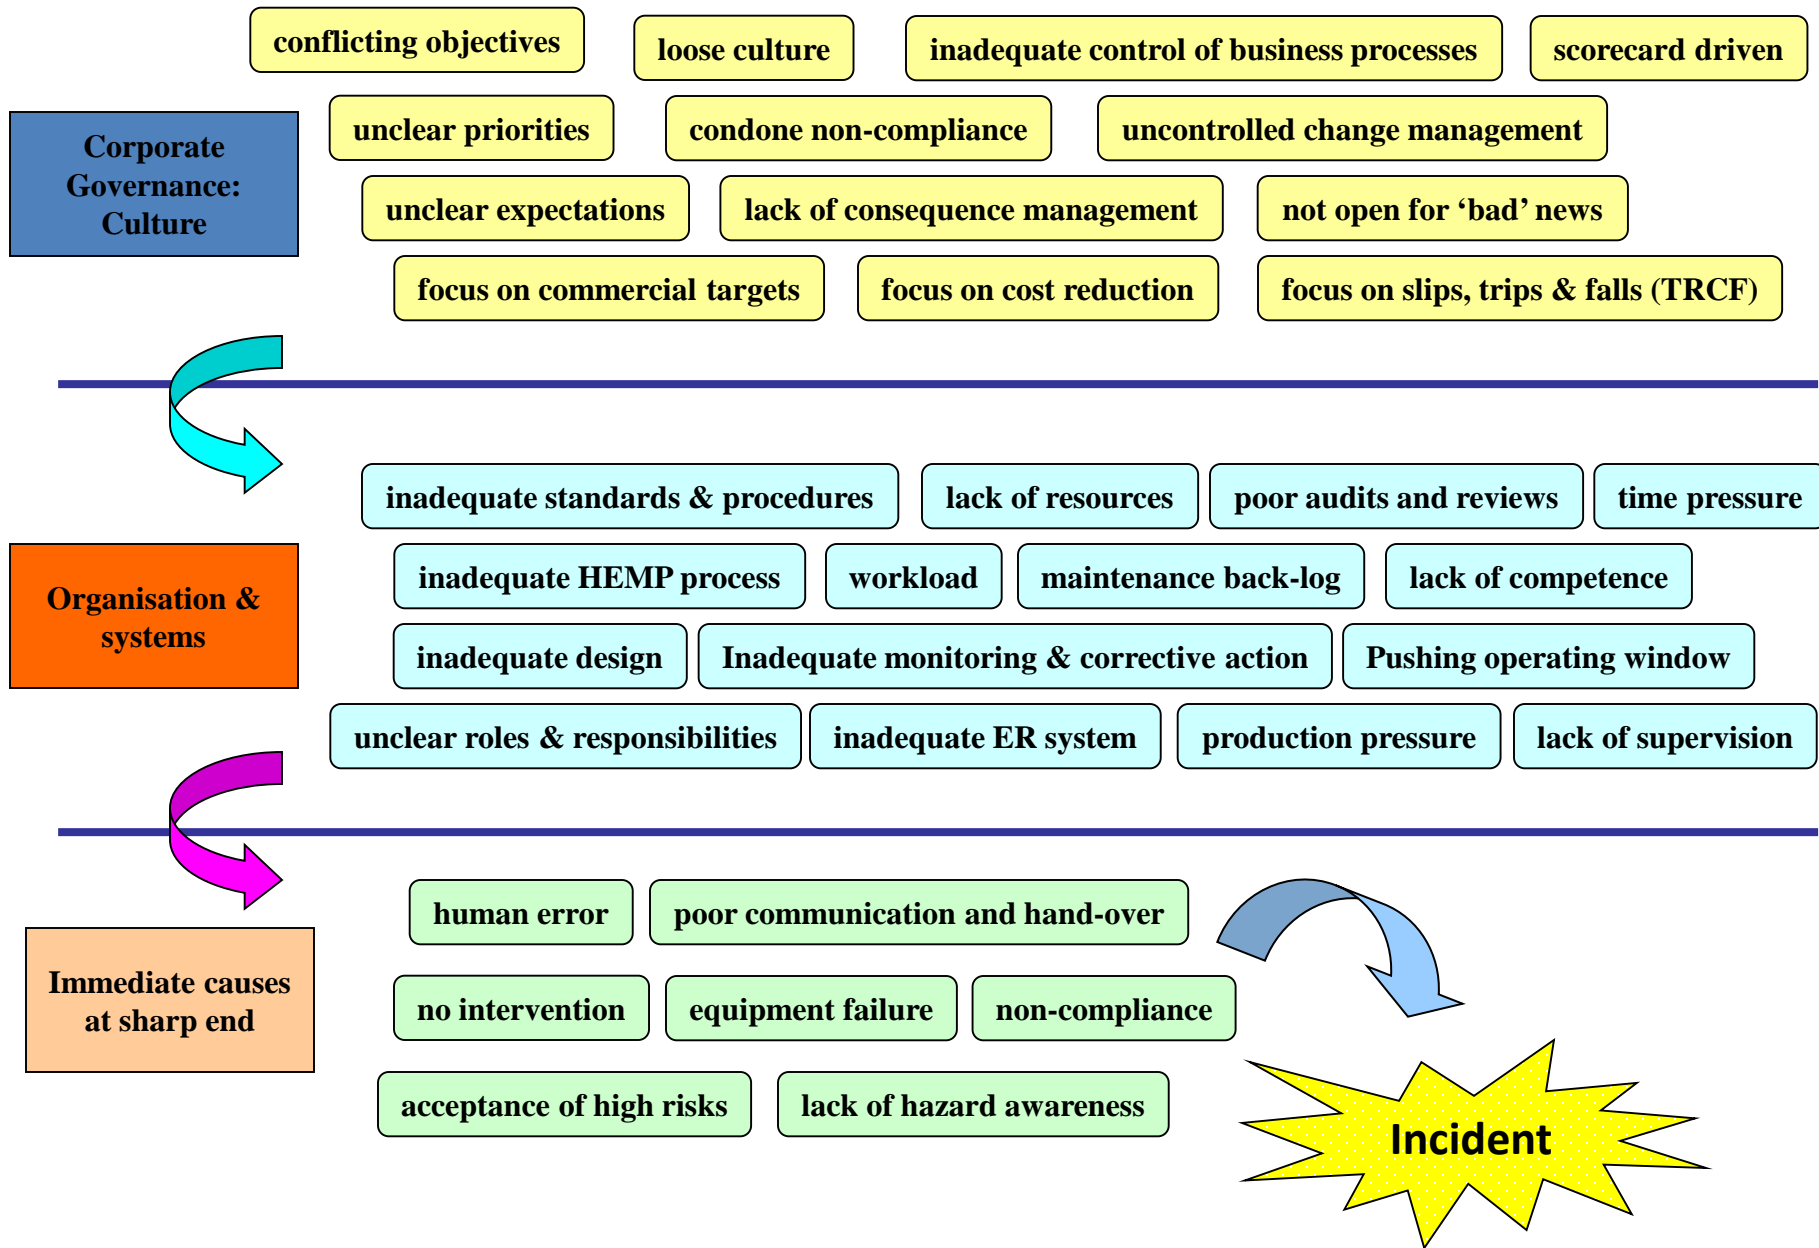 conflicting objectives
loose culture
inadequate control of business processes
scorecard driven
unclear priorities
condone non-compliance
uncontrolled change management
Corporate
Governance:
Culture
unclear expectations
lack of consequence management
not open for ‘bad’ news
focus on commercial targets
focus on cost reduction
focus on slips, trips & falls (TRCF)
inadequate standards & procedures
lack of resources
poor audits and reviews
time pressure
inadequate HEMP process
workload
maintenance back-log
lack of competence
Organisation &
systems
inadequate design
Inadequate monitoring & corrective action
Pushing operating window
unclear roles & responsibilities
inadequate ER system
production pressure
lack of supervision
human error
poor communication and hand-over
Immediate causes
at sharp end
no intervention
equipment failure
non-compliance
acceptance of high risks
lack of hazard awareness
Incident